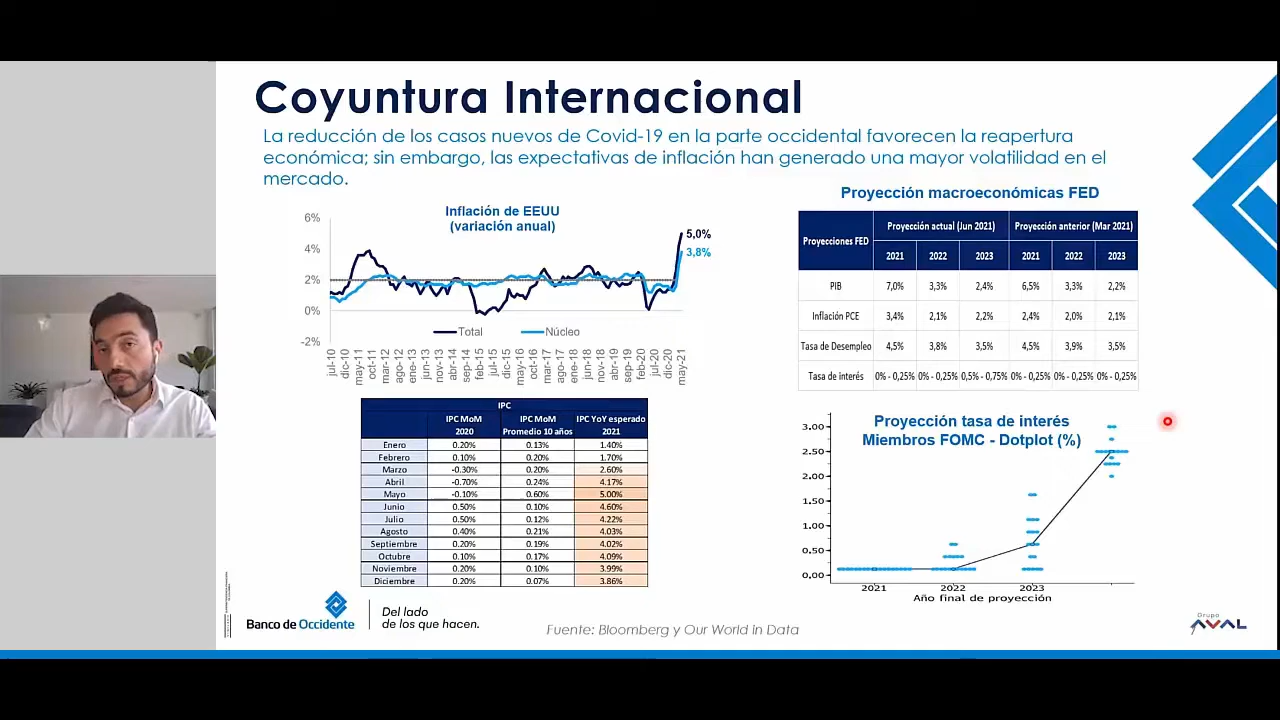 Coyuntura Internacional
La reducción de los casos nuevos de Covid-19 en la parte occidental favorecen la reapertura
económica; sin embargo, las expectativas de inflación han generado una mayor volatilidad en el
mercado.
Inflación de EEUU
(variación anual)
6%
4%
2%
0%
-2%
5,0%
3,8%
Total Núcleo
jul-10 dic-10 may-11 oct-11 mar-12 ago-12 ene-13 jun-13 nov-13 abr-14 sep-14 feb-15 jul-15 dic-15 may-16 oct-16 mar-17 ago-17 ene-18 jun-18 nov-18 abr-19 sep-19 feb-20 jul-20 dic-20 may-21
IPC
IPC MoM IPC MoM IPC YoY esperado
2020 Promedio 10 años 2021
Enero 0.20% 0.13% 1.40%
Febrero 0.10% 0.20% 1.70%
Marzo -0.30% 0.20% 2.60%
Abril -0.70% 0.24% 4.17%
Mayo -0.10% 0.60% 5.00%
Junio 0.50% 0.10% 4.60%
Julio 0.50% 0.12% 4.22%
Agosto 0.40% 0.21% 4.03%
Septiembre 0.20% 0.19% 4.02%
Octubre 0.10% 0.17% 4.09%
Noviembre 0.20% 0.10% 3.99%
Diciembre 0.20% 0.07% 3.86%
Proyección macroeconómicas FED
Proyecciones FED Proyección actual (Jun 2021) Proyección anterior (Mar 2021)
2021 2022 2023 2021 2022 2023
PIB 7,0% 3,3% 2,4% 6,5% 3,3% 2,2%
Inflación PCE 3,4% 2,1% 2,2% 2,4% 2,0% 2,1%
Tasa de Desempleo 4,5% 3,8% 3,5% 4,5% 3,9% 3,5%
Tasa de interés 0% - 0,25% 0% - 0,25% 0,5% - 0,75% 0% - 0,25% 0% - 0,25% 0% - 0,25%
Proyección tasa de interés
Miembros FOMC - Dotplot (%)
3,00
2,50
2,00
1,50
1,00
0,50
0,00
2021 2022 2023
Año final de proyección
Banco de Occidente
Del lado
de los que hacen.
Fuente: Bloomberg y Our World in Data
Grupo
AVAL